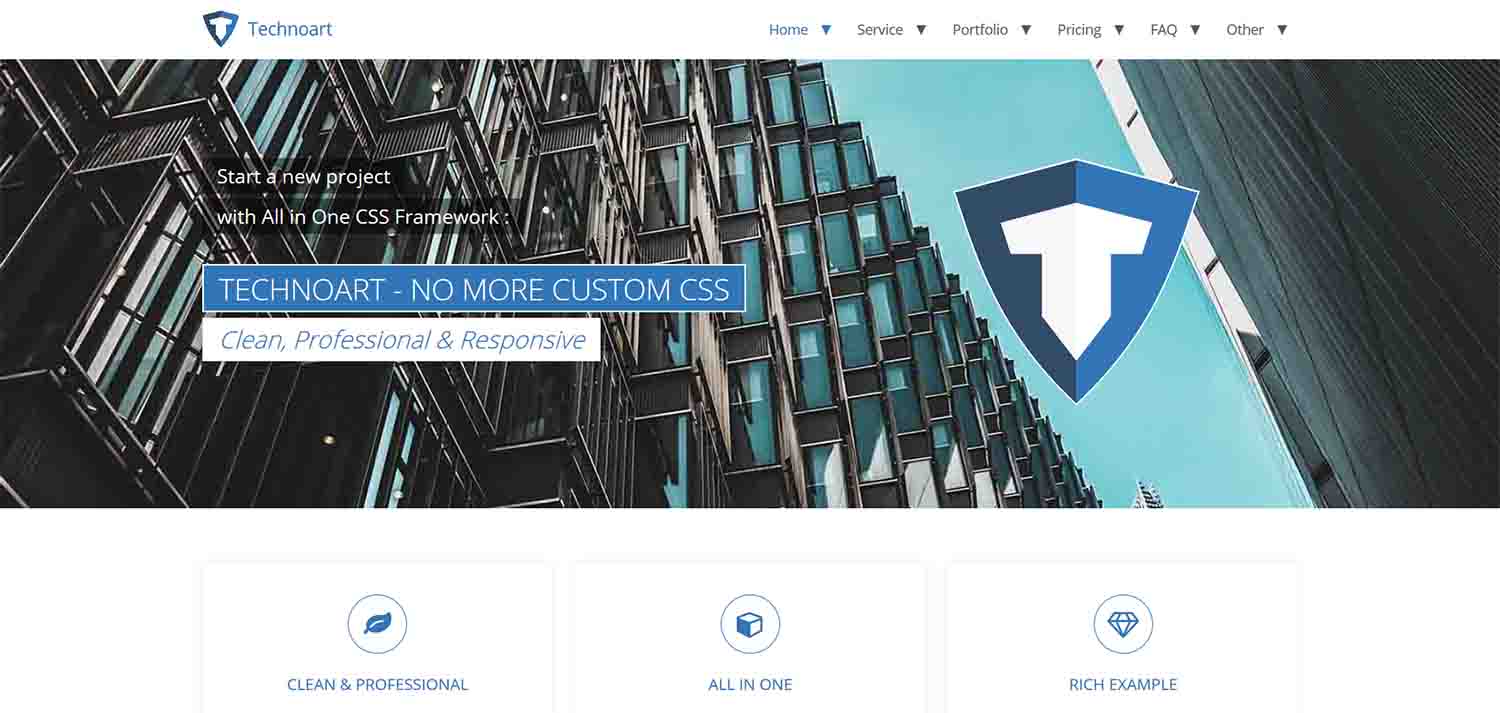 Technoart
Home ▼ Service ▼ Portfolio ▼ Pricing ▼ FAQ ▼ Other ▼
Start a new project
with All in One CSS Framework :
TECHNOART - NO MORE CUSTOM CSS
Clean, Professional & Responsive
CLEAN & PROFESSIONAL
ALL IN ONE
RICH EXAMPLE